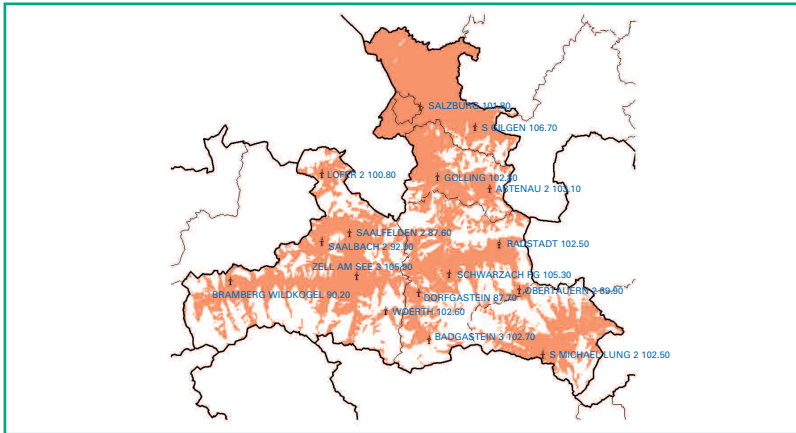 SALZBURG 101.80
S GILGEN 106.70
LOFER 2 100.80
GOLLING 102.80
ABTENAU 2 103.10
SAALFELDEN 2 87.60
SAALBACH 2 92.00
RADSTADT 102.50
ZELL AM SEE 3 105.90
SCHWARZACH PG 105.30
BRAMBERG WILDKOGEL 90.20
DORFGASTEIN 87.70
OBERTAUERN 2 89.90
WOERTH 102.60
BADGASTEIN 3 102.70
S MICHAEL LUNG 2 102.50